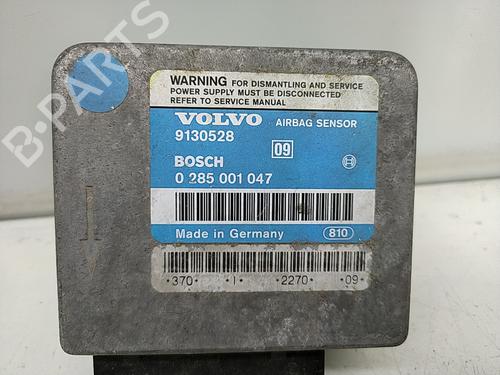 B-PARTS
WARNING FOR DISMANTLING AND SERVICE
POWER SUPPLY MUST BE DISCONNECTED
REFER TO SERVICE MANUAL
VOLVO AIRBAG SENSOR
9130528
09
BOSCH
0 285 001 047
Made in Germany 810
*370 *I *2270 *09*